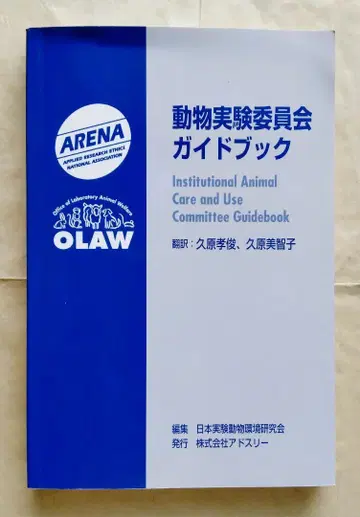 ARENA
APPLIED RESEARCH ETHICS
NATIONAL ASSOCIATION
Office of Laboratory Animal Welfare
OLAW
動物実験委員会
ガイドブック
Institutional Animal
Care and Use
Committee Guidebook
翻訳：久原孝俊、久原美智子
編集　日本実験動物環境研究会
発行　株式会社アドスリー